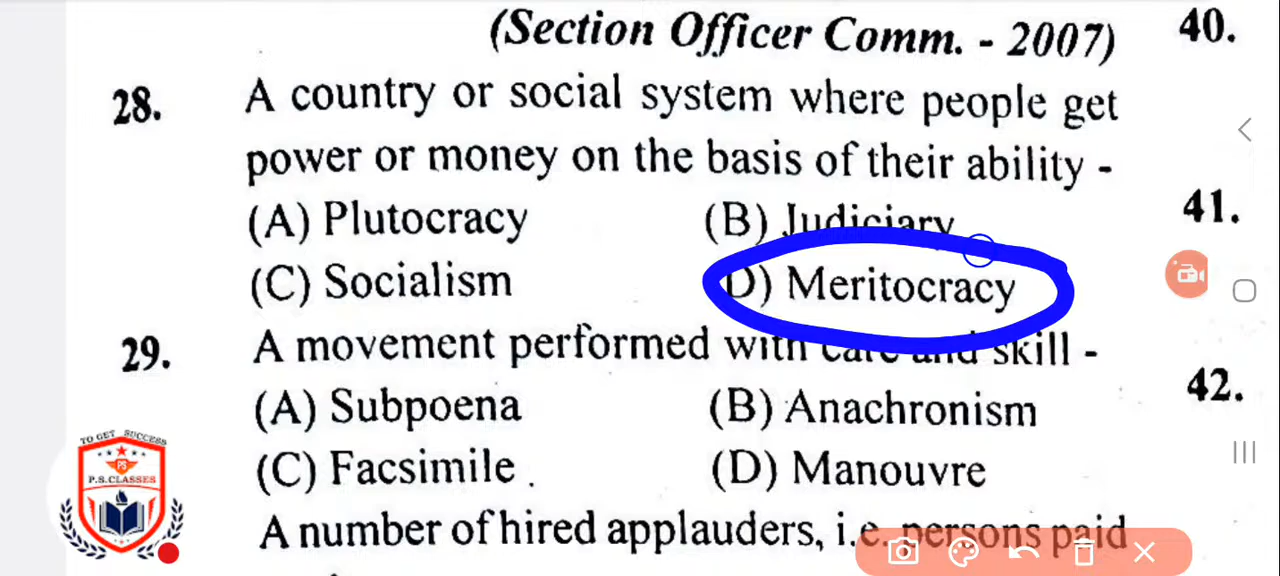 (Section Officer Comm. - 2007)
40.
28. A country or social system where people get
power or money on the basis of their ability -
(A) Plutocracy (B) Judiciary
41.
(C) Socialism (D) Meritocracy
29. A movement performed with care and skill -
42.
(A) Subpoena (B) Anachronism
(C) Facsimile (D) Manouvre
A number of hired applauders, i.e. persons paid
TO GET SUCCESS
PS
P.S.CLASSES